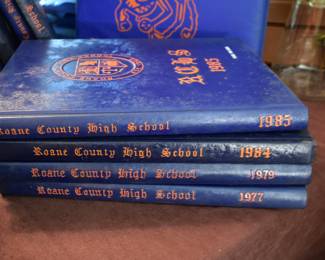 RCHS
1985
Roane County High School 1985
Roane County High School 1984
Roane County High School 1979
Roane County High School 1977